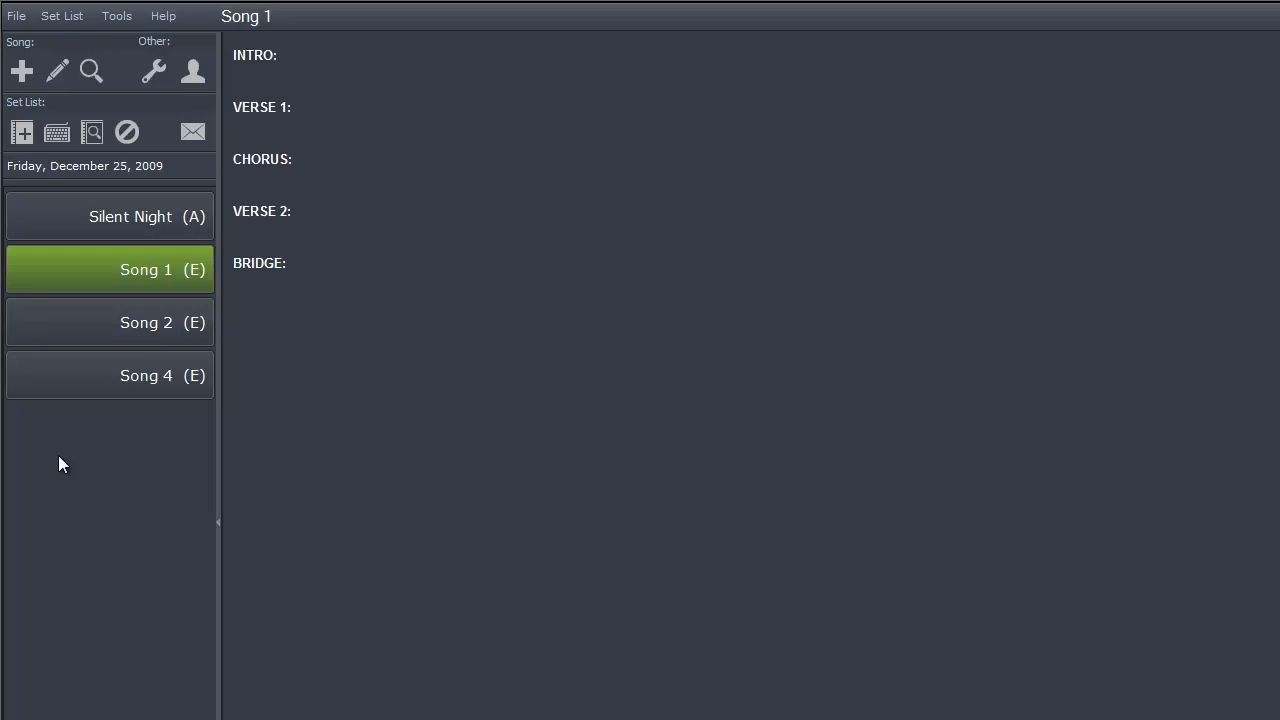 File Set List Tools Help Song 1
Song: Other:
Set List:
Friday, December 25, 2009
Silent Night (A)
Song 1 (E)
Song 2 (E)
Song 4 (E)
INTRO:
VERSE 1:
CHORUS:
VERSE 2:
BRIDGE: